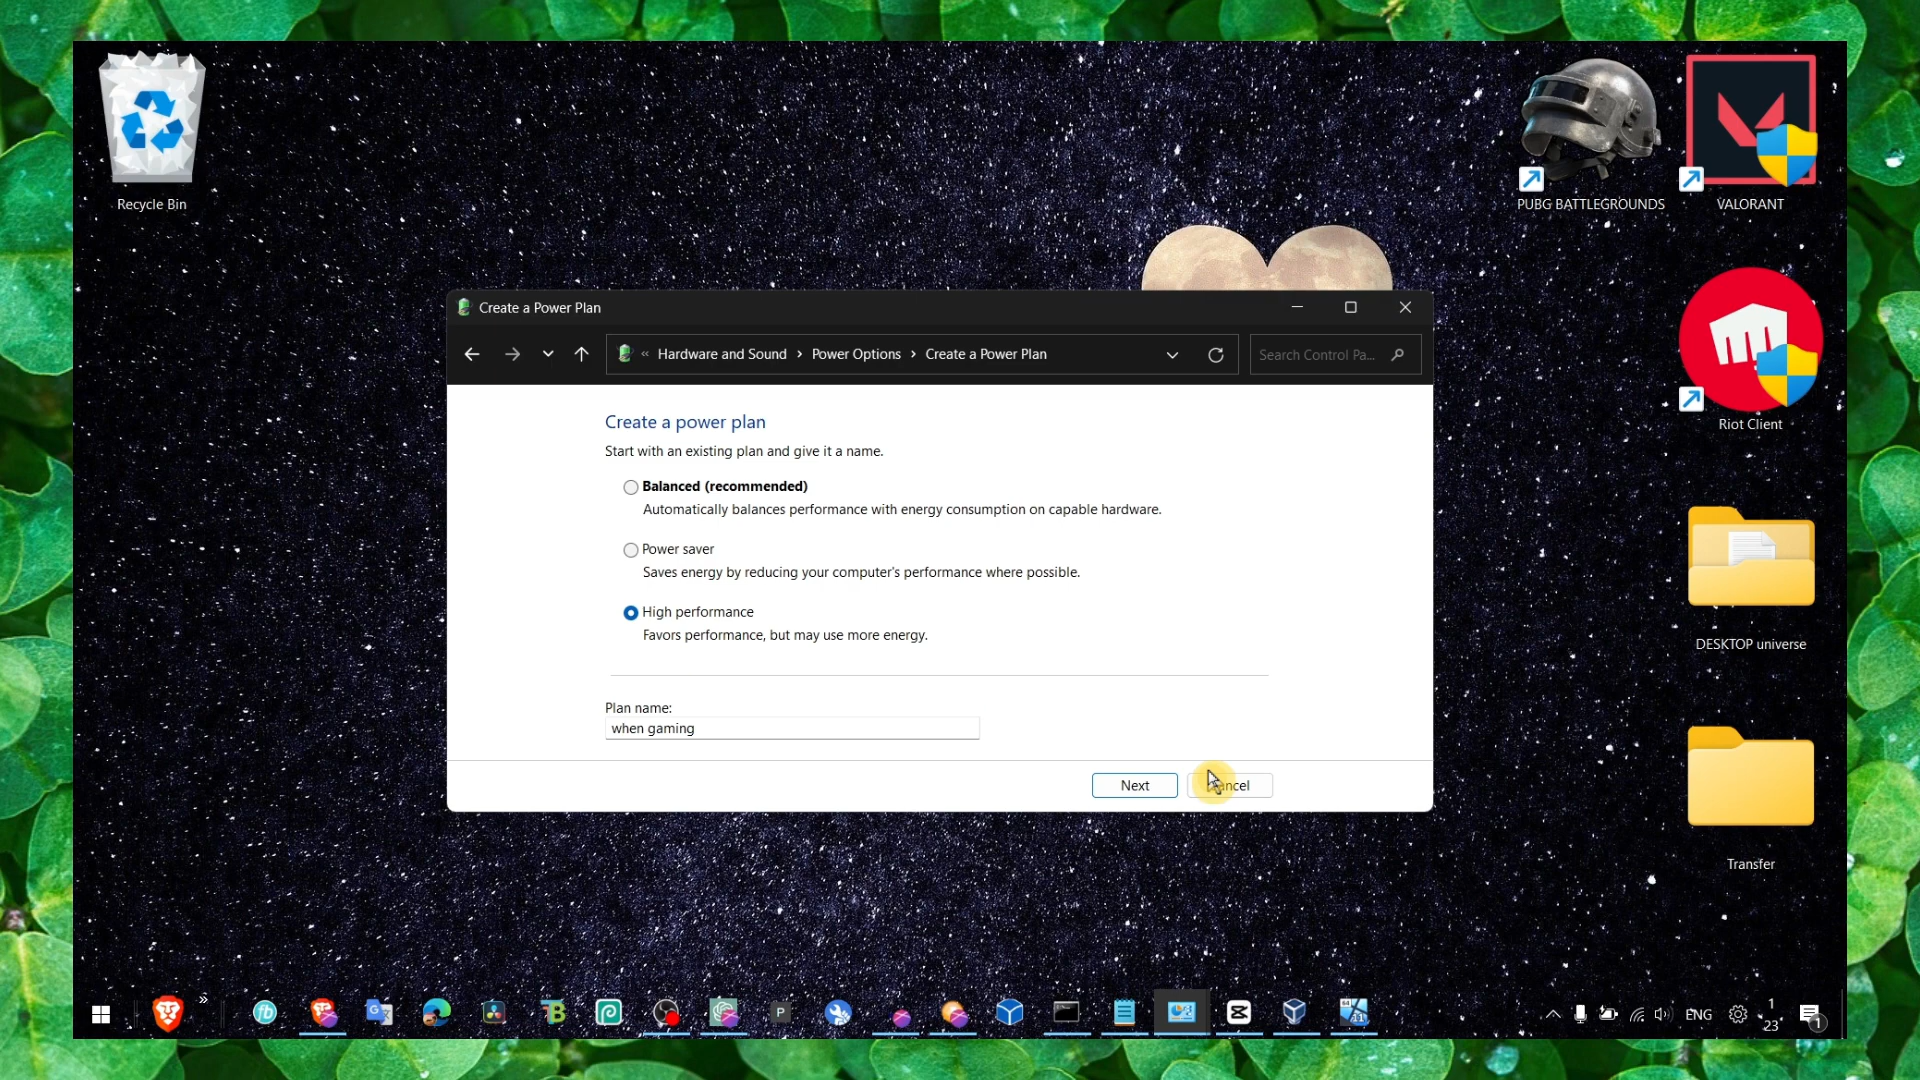 Recycle Bin
PUBG BATTLEGROUNDS
VALORANT
Create a Power Plan
« Hardware and Sound › Power Options › Create a Power Plan
Search Control Pa...
Riot Client
Create a power plan
Start with an existing plan and give it a name.
Balanced (recommended)
Automatically balances performance with energy consumption on capable hardware.
Power saver
Saves energy by reducing your computer's performance where possible.
High performance
Favors performance, but may use more energy.
DESKTOP universe
Plan name:
when gaming
Next
Transfer
ENG
1
23
1